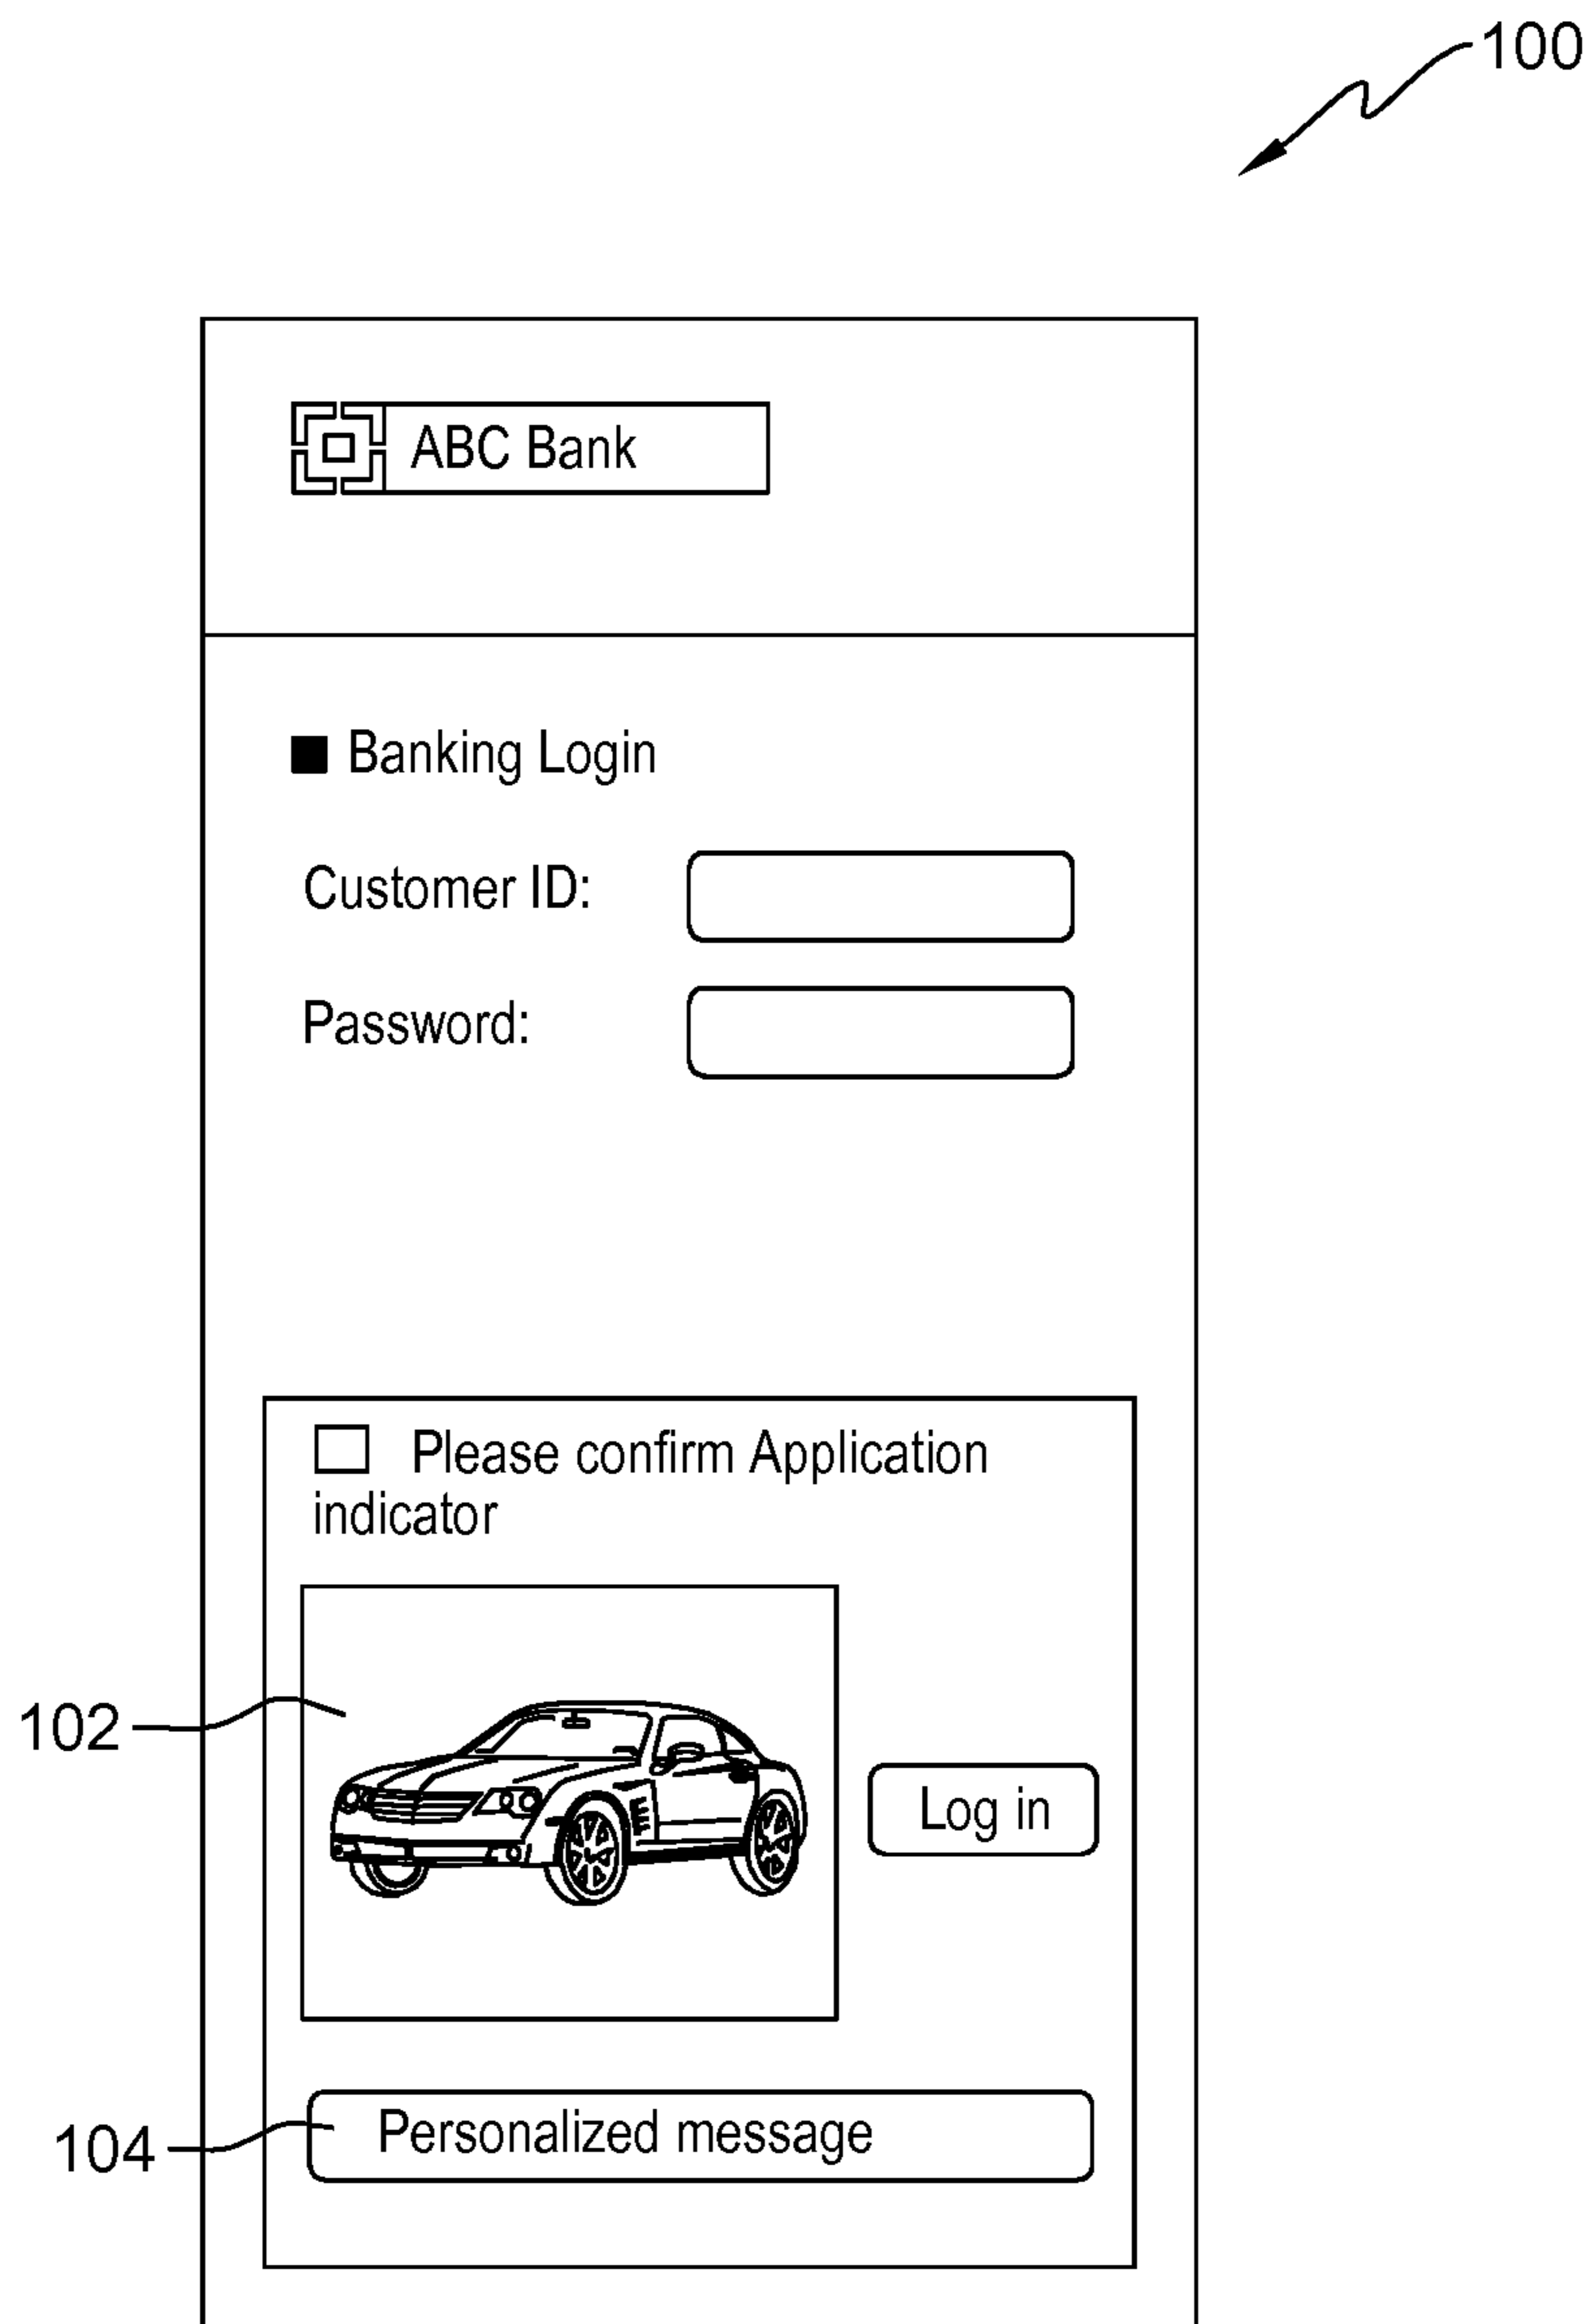 100
ABC Bank
Banking Login
Customer ID:
Password:
Please confirm Application
indicator
102
Log in
104
Personalized message